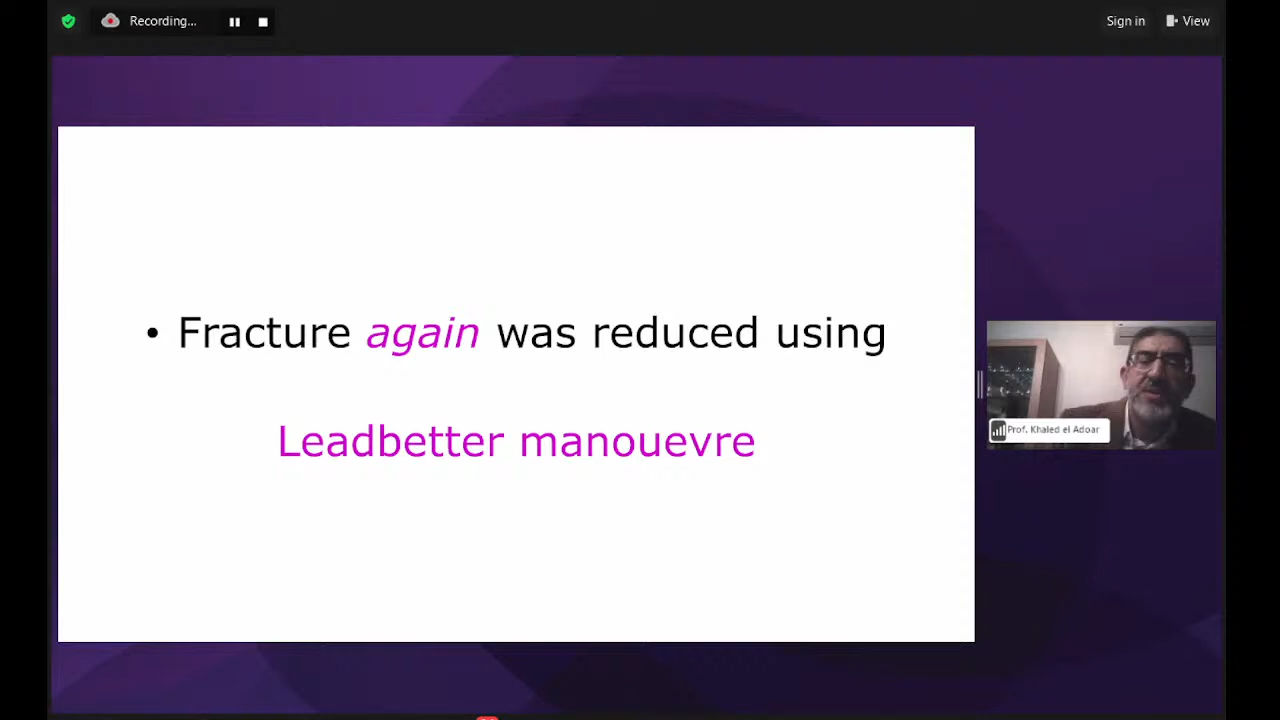 Recording...
Sign in
View
• Fracture again was reduced using
Leadbetter manouevre
Prof. Khaled el Adoar